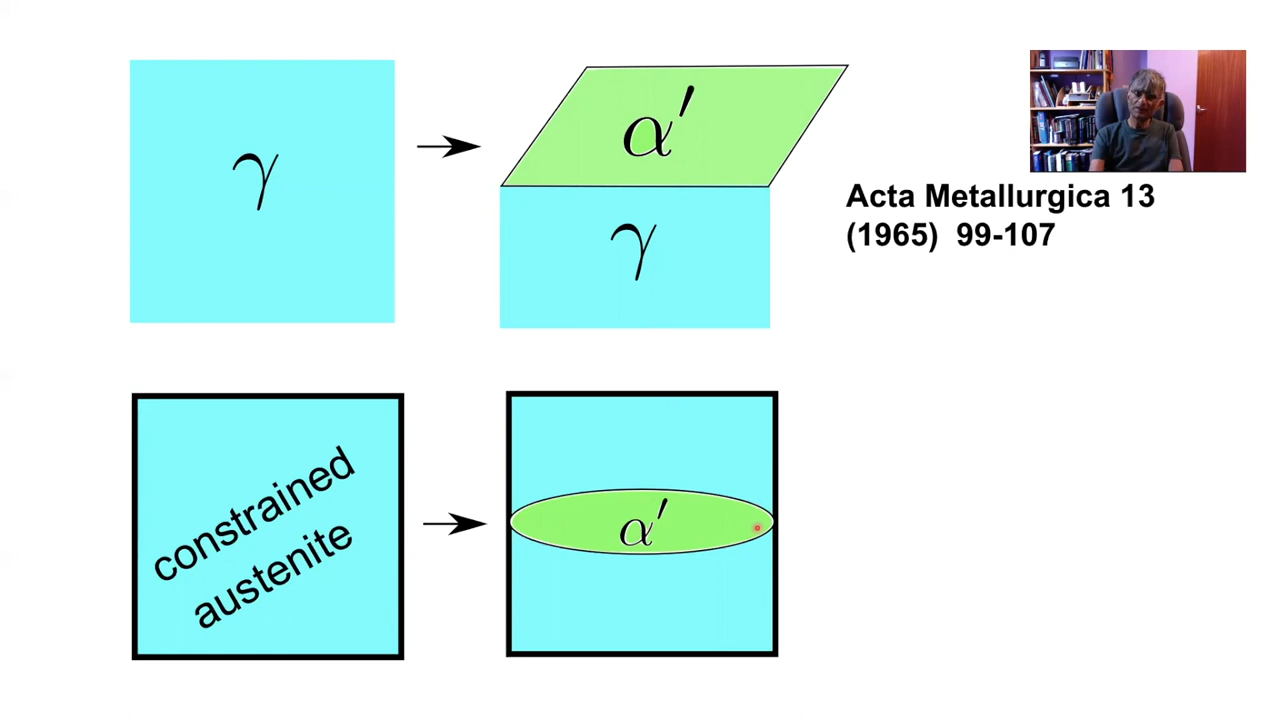 γ
α′
γ
Acta Metallurgica 13
(1965) 99-107
constrained
austenite
α′